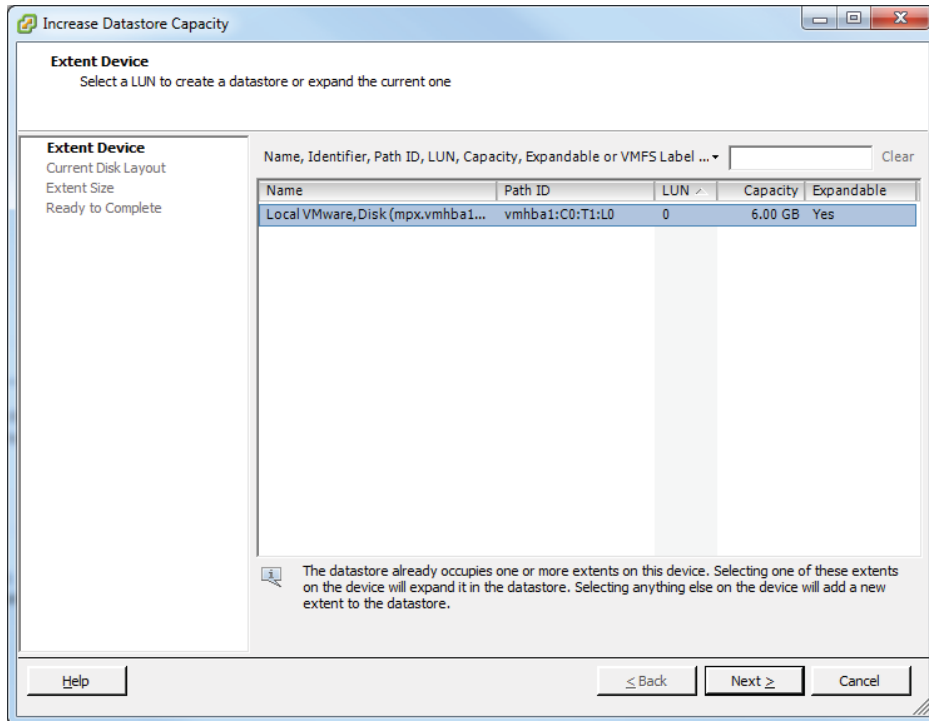 Increase Datastore Capacity
Extent Device
Select a LUN to create a datastore or expand the current one
Extent Device
Current Disk Layout
Extent Size
Ready to Complete
Name, Identifier, Path ID, LUN, Capacity, Expandable or VMFS Label ... Clear
Name Path ID LUN Capacity Expandable
Local VMware,Disk (mpx.vmhba1... vmhba1:C0:T1:L0 0 6.00 GB Yes
The datastore already occupies one or more extents on this device. Selecting one of these extents
on the device will expand it in the datastore. Selecting anything else on the device will add a new
extent to the datastore.
Help < Back Next > Cancel